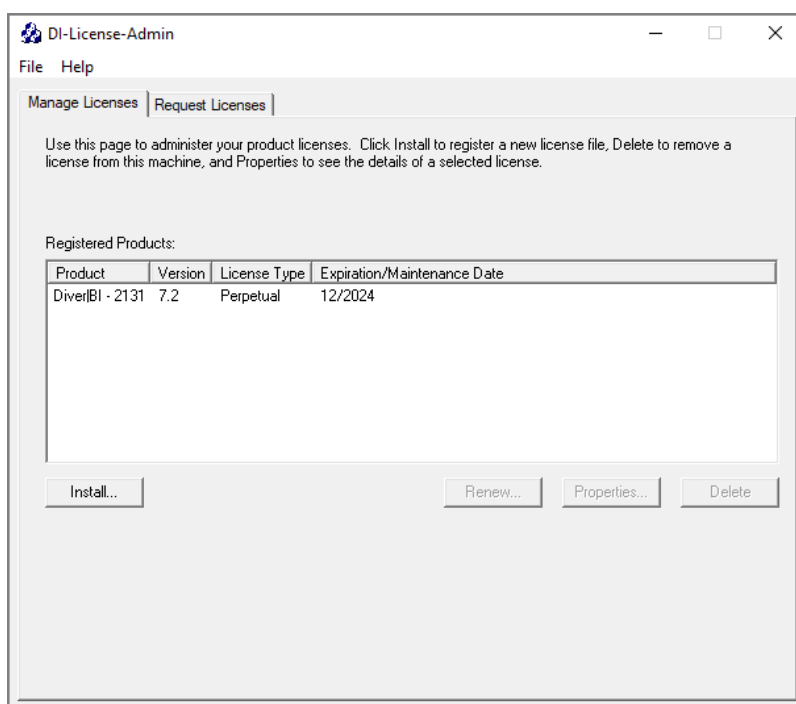 DI-License-Admin
File Help
Manage Licenses Request Licenses
Use this page to administer your product licenses. Click Install to register a new license file, Delete to remove a
license from this machine, and Properties to see the details of a selected license.
Registered Products:
Product Version License Type Expiration/Maintenance Date
Diver|BI - 2131 7.2 Perpetual 12/2024
Install... Renew... Properties... Delete